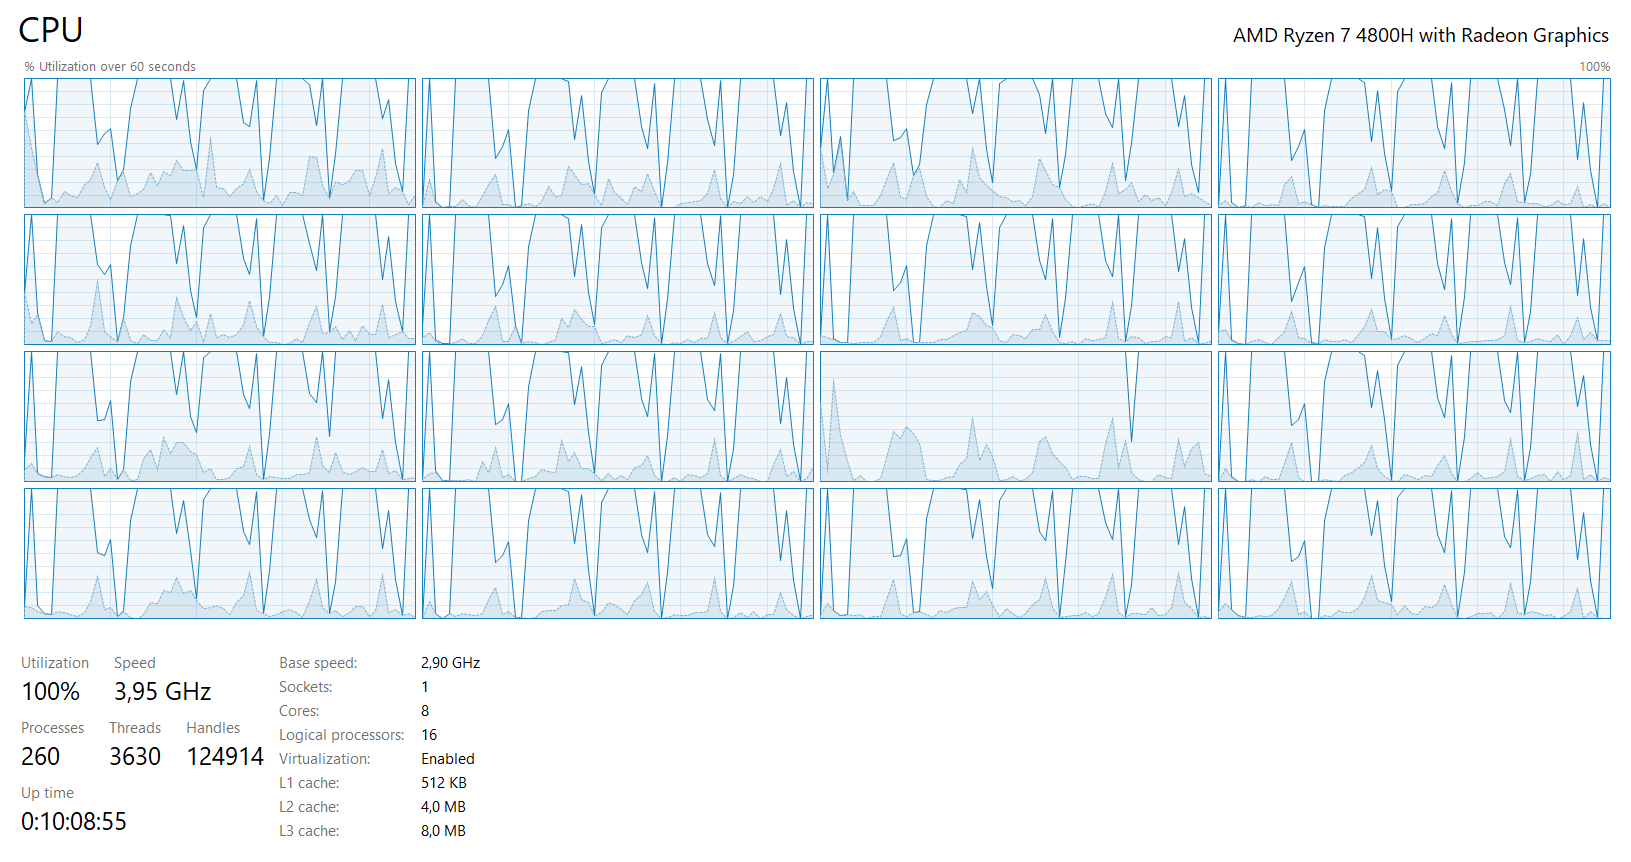 CPU
AMD Ryzen 7 4800H with Radeon Graphics
% Utilization over 60 seconds
100%
Utilization
Speed
100%
3,95 GHz
Processes
Threads
Handles
260
3630
124914
Up time
0:10:08:55
Base speed:
2,90 GHz
Sockets:
1
Cores:
8
Logical processors:
16
Virtualization:
Enabled
L1 cache:
512 KB
L2 cache:
4,0 MB
L3 cache:
8,0 MB